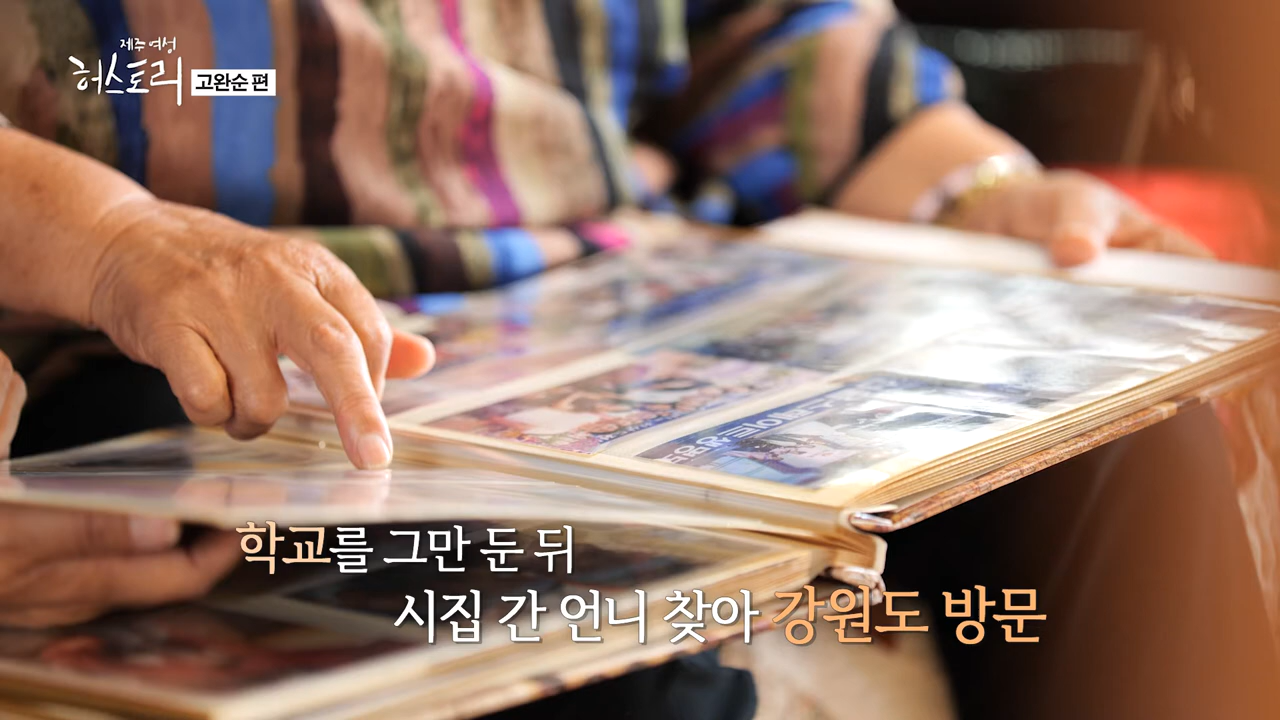 제주 여성
허스토리 고완순 편
학교를 그만 둔 뒤
시집 간 언니 찾아 강원도 방문